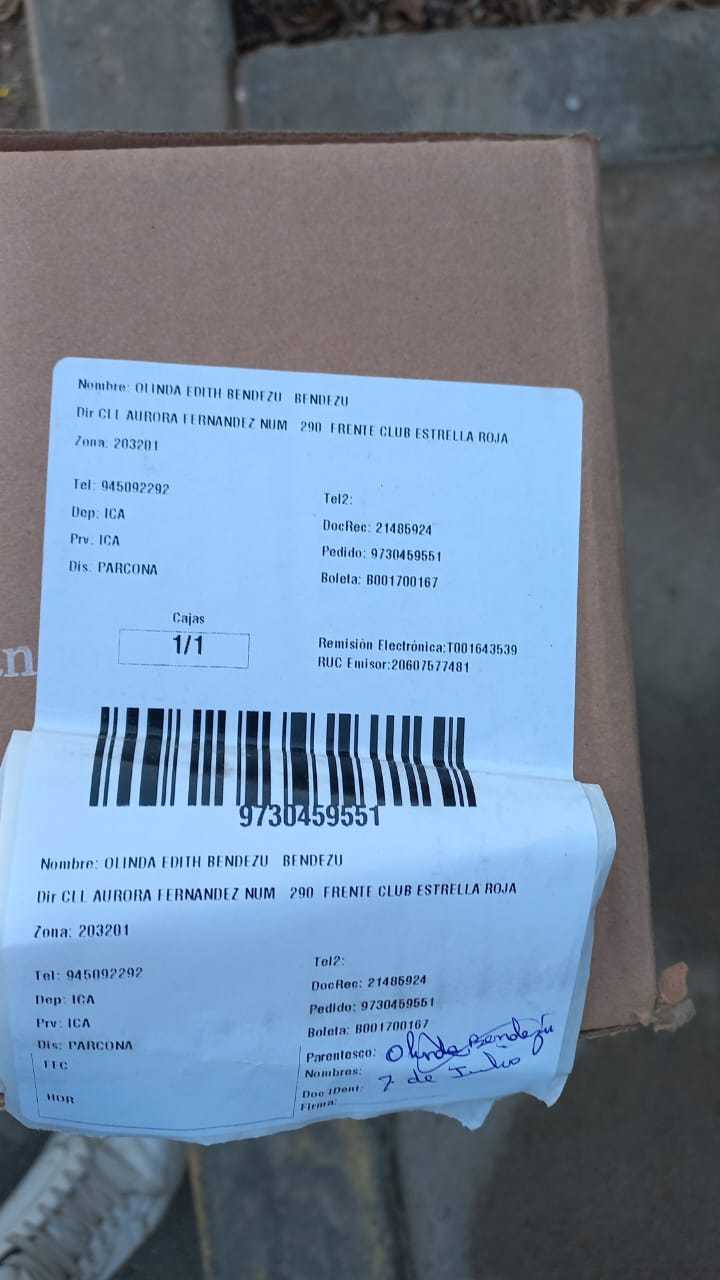 Nombre: OLINDA EDITH BENDEZU BENDEZU
Dir CLL AURORA FERNANDEZ NUM 290 FRENTE CLUB ESTRELLA ROJA
Zona: 203201
Tel: 945092292
Tel2:
Dep: ICA
DocRec: 21485924
Prv: ICA
Pedido: 9730459551
Dis: PARCONA
Boleta: B001700167
Cajas
1/1
Remisión Electrónica:T001643539
RUC Emisor:20607577481
9730459551
Nombre: OLINDA EDITH BENDEZU BENDEZU
Dir CLL AURORA FERNANDEZ NUM 290 FRENTE CLUB ESTRELLA ROJA
Zona: 203201
Tel: 945092292
Tel2:
Dep: ICA
DocRec: 21485924
Prv: ICA
Pedido: 9730459551
Dis: PARCONA
Boleta: B001700167
FEC
HOR
Parentesco: Olinda Bendezú
Nombres:
Doc IDent: 7 de Julio
Firma: